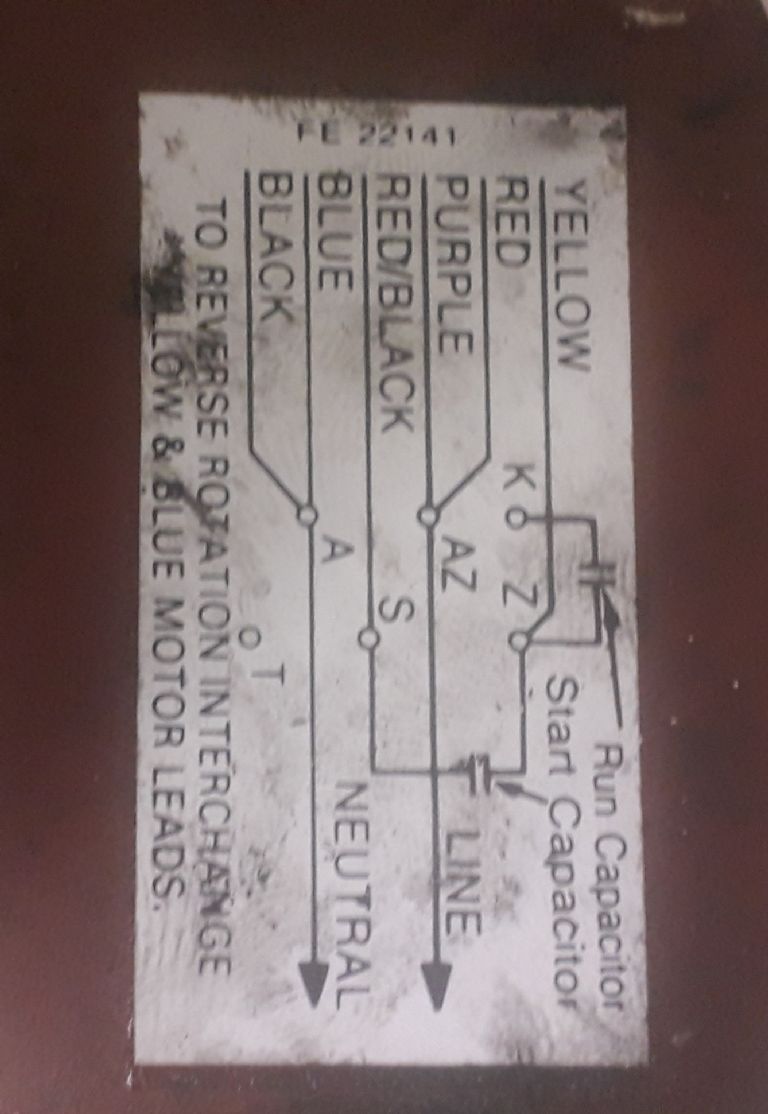 FE 22141
Run Capacitor
Start Capacitor
YELLOW
K
Z
RED
PURPLE
AZ
LINE
RED/BLACK
S
BLUE
A
NEUTRAL
BLACK
T
TO REVERSE ROTATION INTERCHANGE
YELLOW & BLUE MOTOR LEADS.